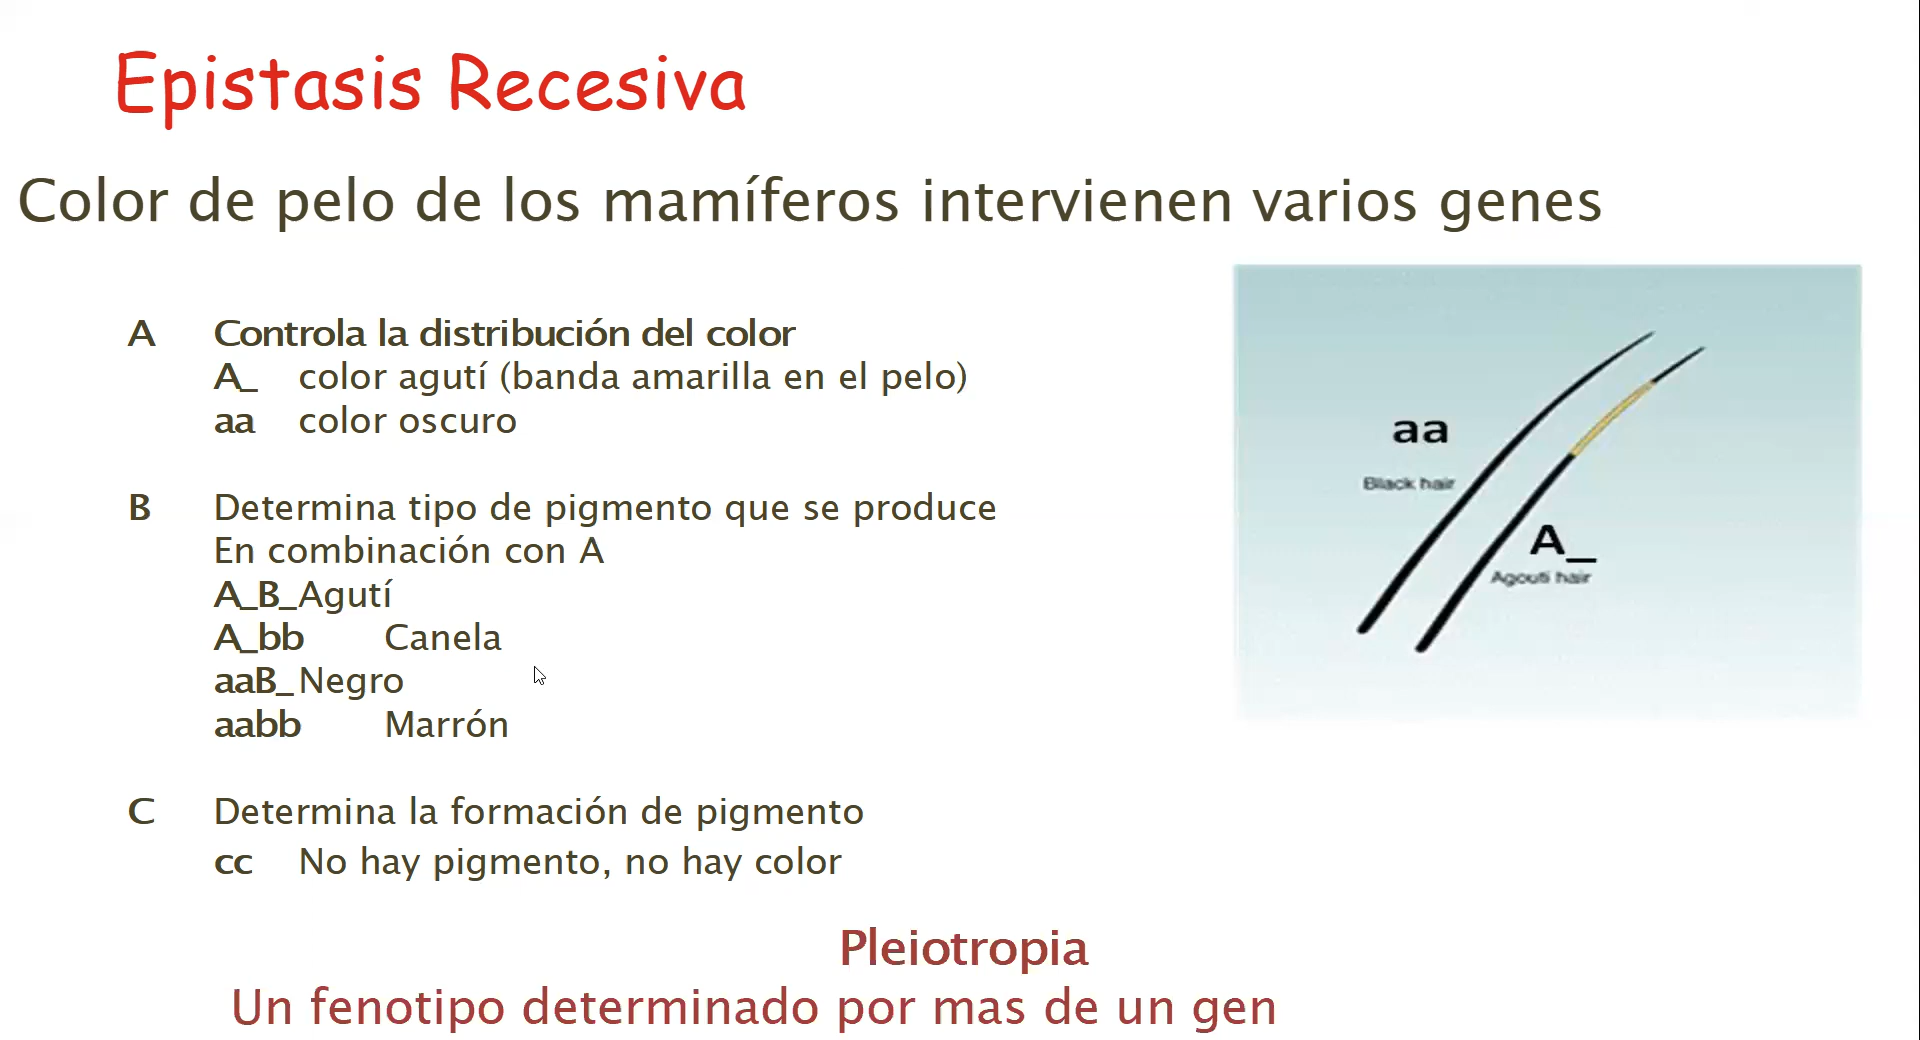 Epistasis Recesiva
Color de pelo de los mamíferos intervienen varios genes
A Controla la distribución del color
A_ color agutí (banda amarilla en el pelo)
aa color oscuro
B Determina tipo de pigmento que se produce
En combinación con A
A_B_Agutí
A_bb Canela
aaB_Negro
aabb Marrón
C Determina la formación de pigmento
cc No hay pigmento, no hay color
aa
Black hair
A_
Agouti hair
Pleiotropia
Un fenotipo determinado por mas de un gen